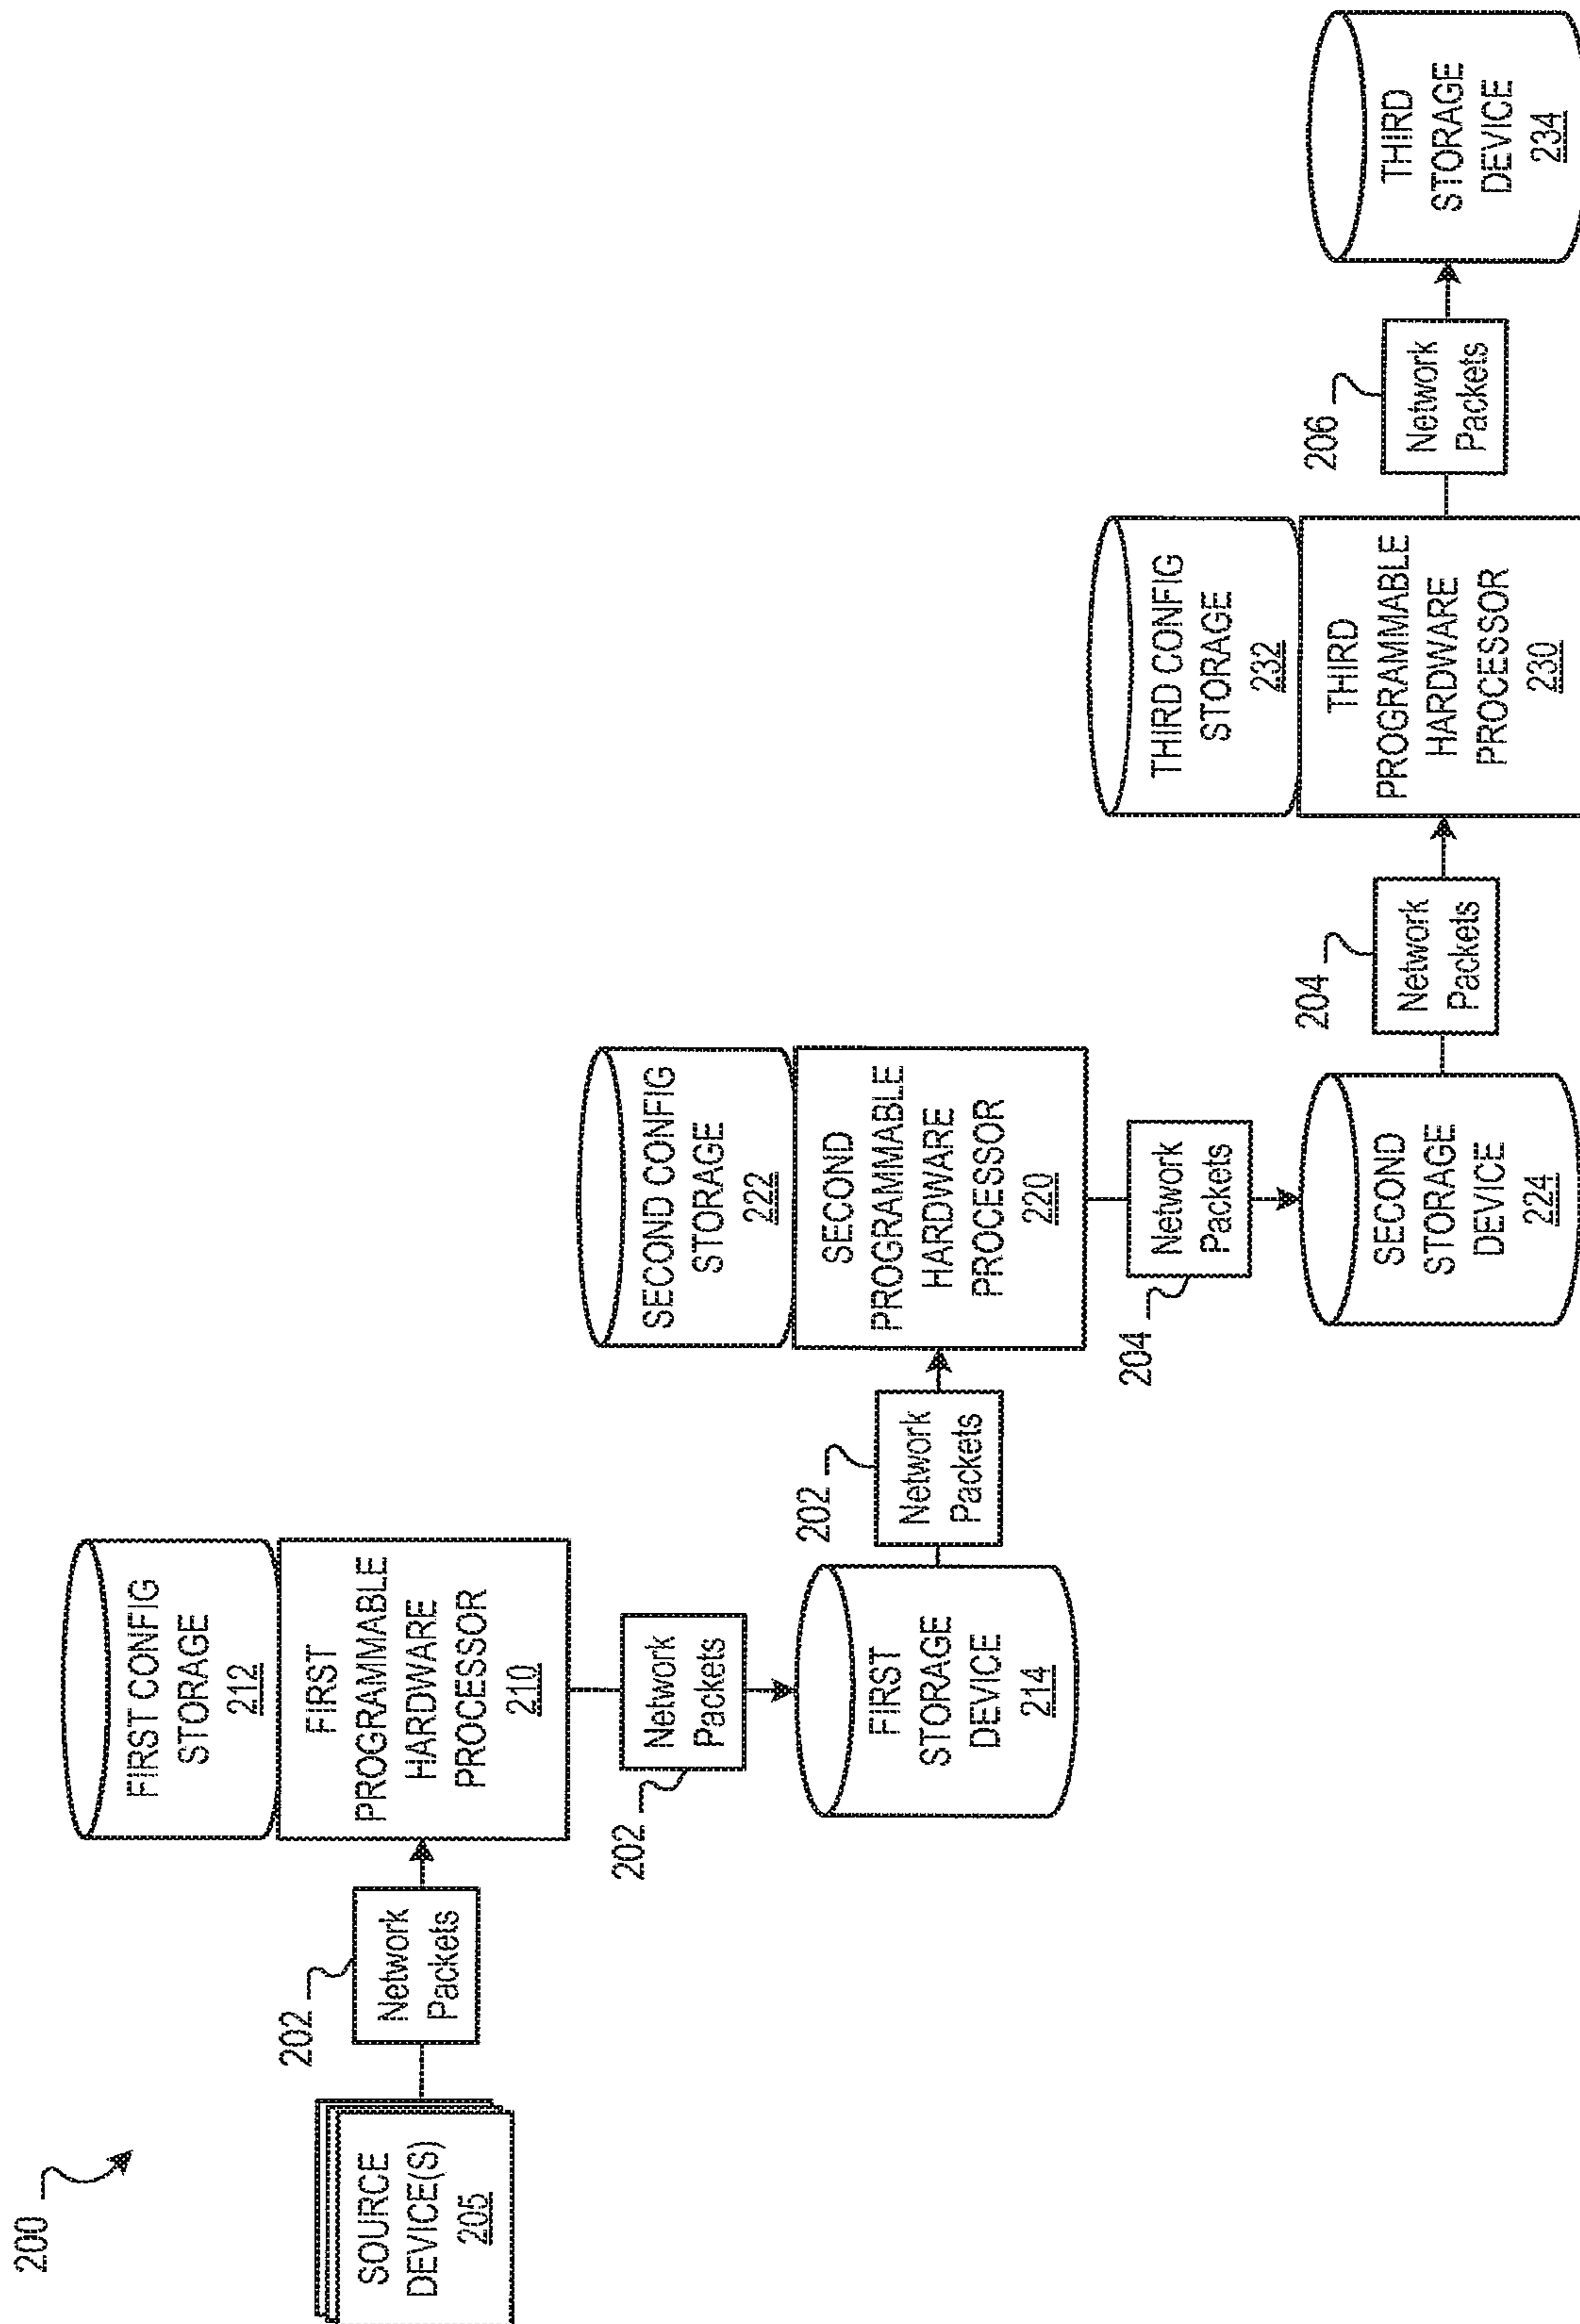 200
SOURCE
DEVICE(S)
205
202
Network
Packets
FIRST CONFIG
STORAGE
212
FIRST
PROGRAMMABLE
HARDWARE
PROCESSOR
210
202
Network
Packets
FIRST
STORAGE
DEVICE
214
202
Network
Packets
SECOND CONFIG
STORAGE
222
SECOND
PROGRAMMABLE
HARDWARE
PROCESSOR
220
204
Network
Packets
SECOND
STORAGE
DEVICE
224
204
Network
Packets
THIRD CONFIG
STORAGE
232
THIRD
PROGRAMMABLE
HARDWARE
PROCESSOR
230
206
Network
Packets
THIRD
STORAGE
DEVICE
234